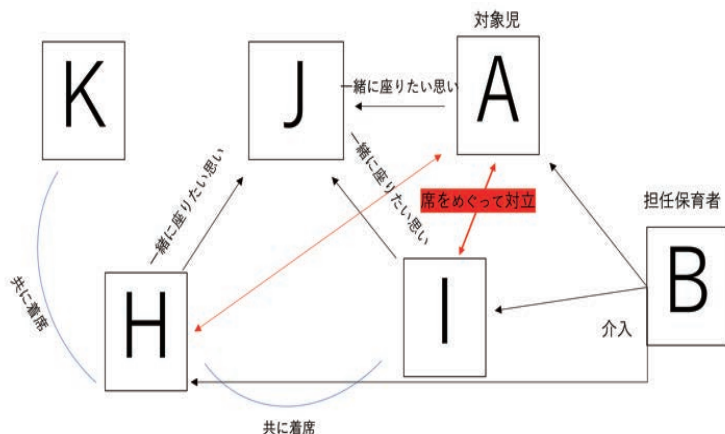 対象児
K
J
一緒に座りたい思い
A
一緒に座りたい思い
一緒に座りたい思い
席をめぐって対立
担任保育者
共に着席
H
I
B
介入
共に着席